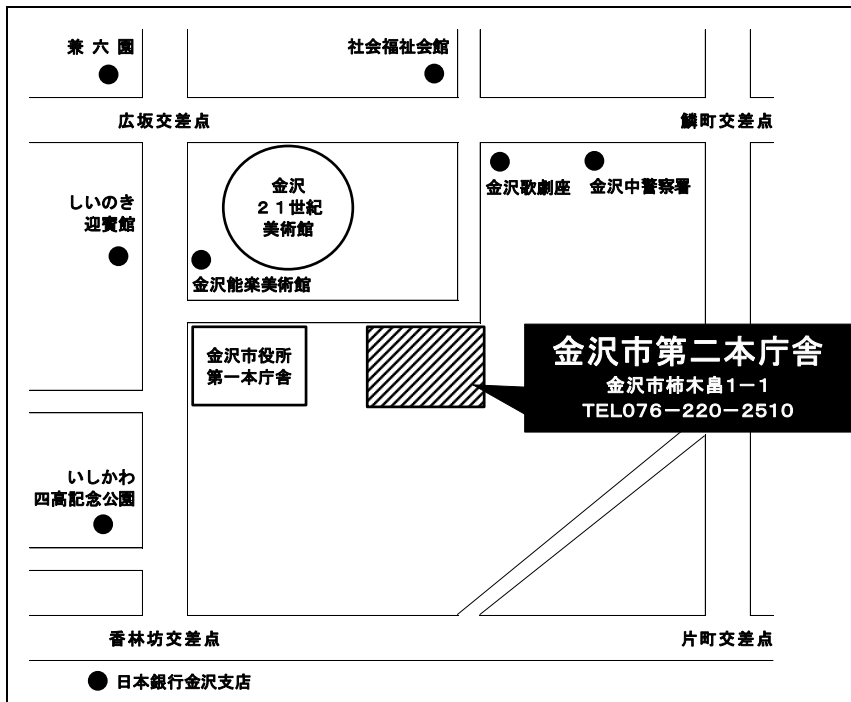 兼六園
社会福祉会館
広坂交差点
鱗町交差点
金沢
21世紀
美術館
金沢歌劇座
金沢中警察署
しいのき
迎賓館
金沢能楽美術館
金沢市役所
第一本庁舎
金沢市第二本庁舎
金沢市柿木畠1−1
TEL076−220−2510
いしかわ
四高記念公園
香林坊交差点
片町交差点
日本銀行金沢支店